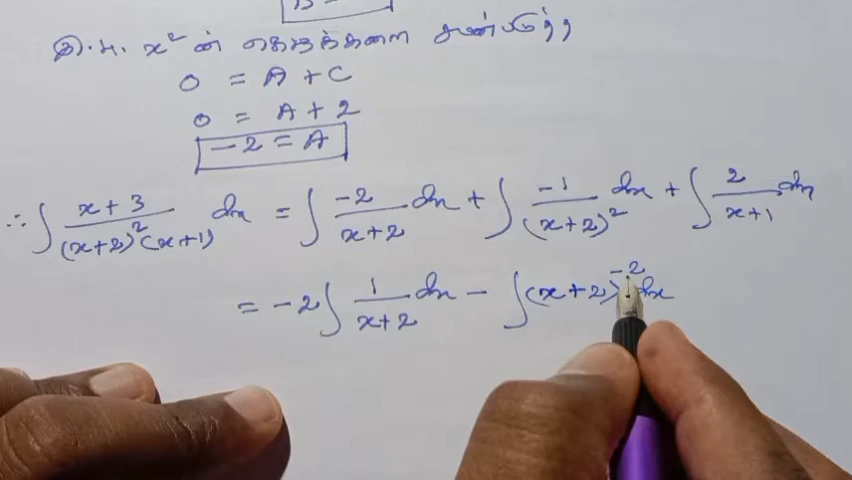 B =
இ.பு. x² ன் கெழுக்களை சமன்படுத்த
0 = A + C
0 = A + 2
-2 = A
∴ ∫ x+3/(x+2)²(x+1) dx = ∫ -2/x+2 dx + ∫ -1/(x+2)² dx + ∫ 2/x+1 dx
= -2 ∫ 1/x+2 dx - ∫ (x+2)⁻² dx